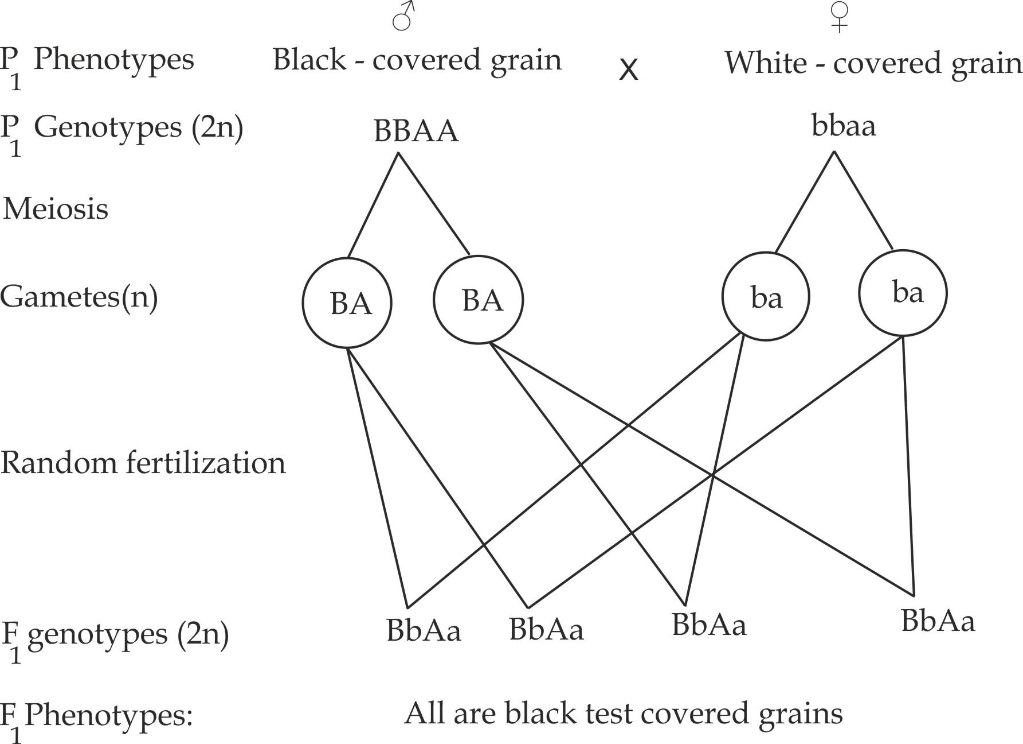 ♂ ♀
P1 Phenotypes Black - covered grain x White - covered grain
P1 Genotypes (2n) BBAA bbaa
Meiosis
Gametes(n) BA BA ba ba
Random fertilization
F1 genotypes (2n) BbAa BbAa BbAa BbAa
F1 Phenotypes: All are black test covered grains